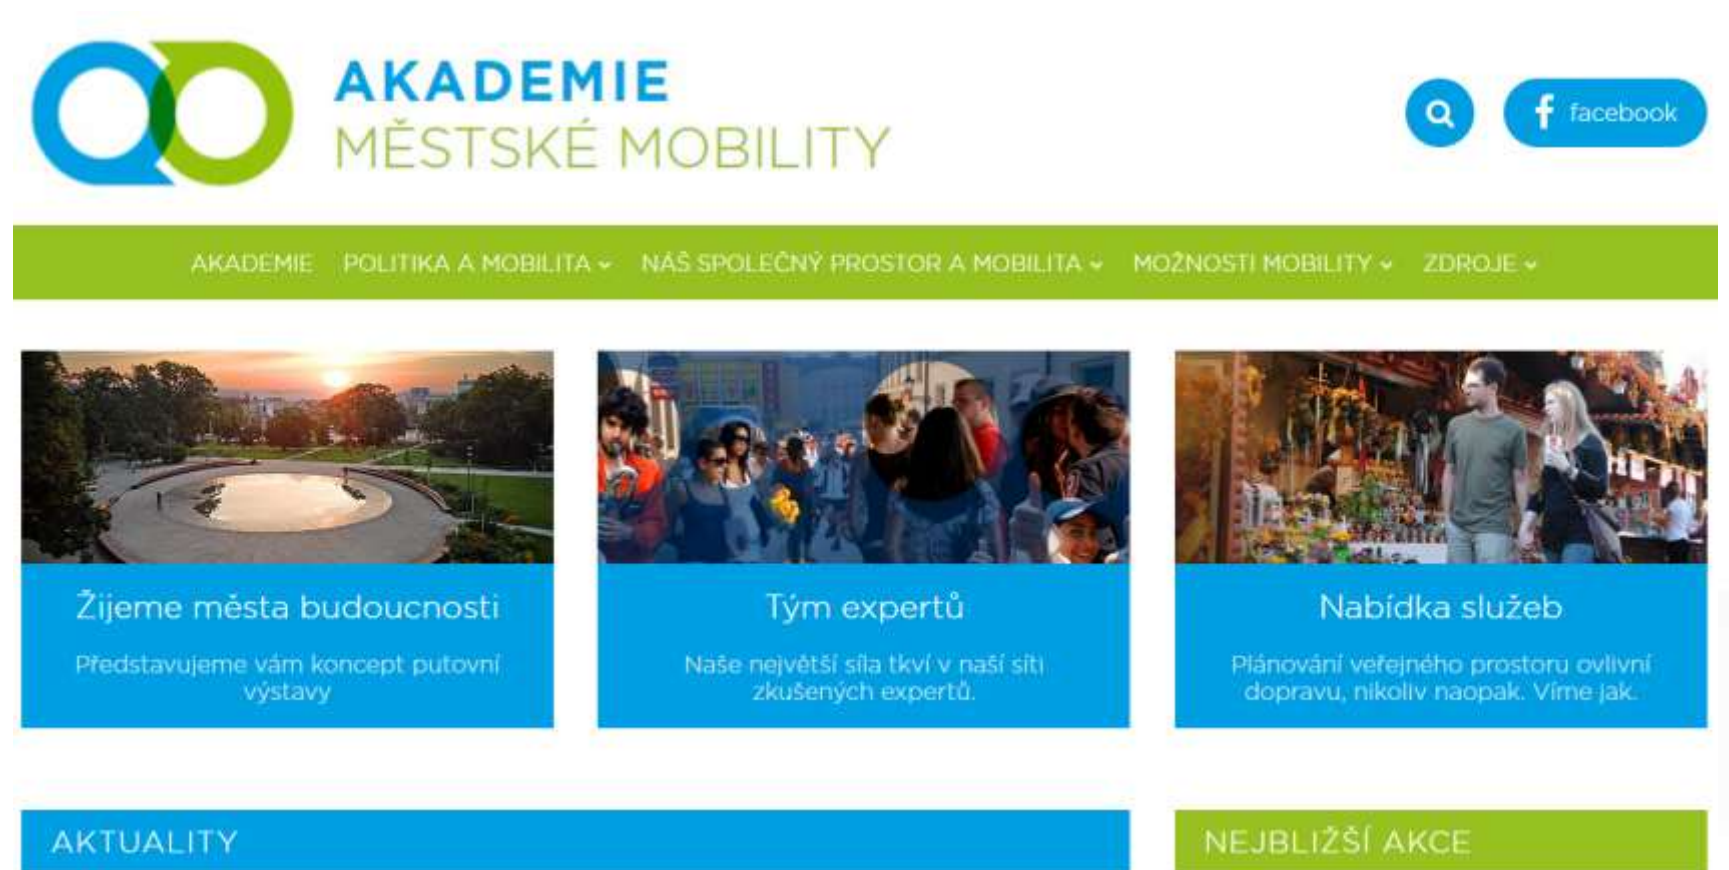 AKADEMIE
MĚSTSKÉ MOBILITY
facebook
AKADEMIE POLITIKA A MOBILITA NÁŠ SPOLEČNÝ PROSTOR A MOBILITA MOŽNOSTI MOBILITY ZDROJE
Žijeme města budoucnosti
Představujeme vám koncept putovní
výstavy
Tým expertů
Naše největší síla tkví v naší síti
zkušených expertů.
Nabídka služeb
Plánování veřejného prostoru ovlivní
dopravu, nikoliv naopak. Víme jak.
AKTUALITY
NEJBLIŽŠÍ AKCE